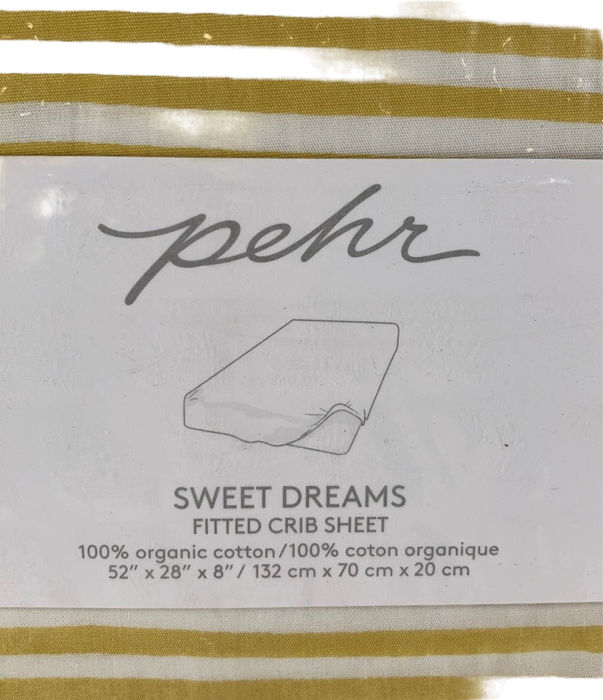 pehr
SWEET DREAMS
FITTED CRIB SHEET
100% organic cotton/100% coton organique
52" x 28" x 8"/ 132 cm x 70 cm x 20 cm